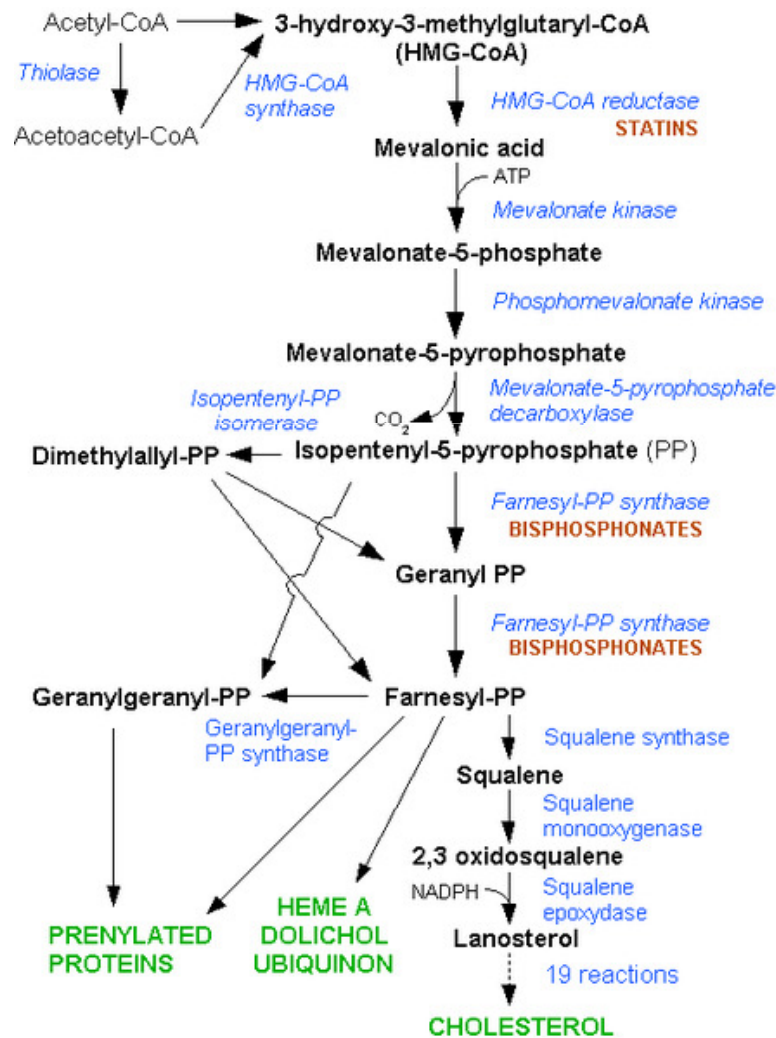 Acetyl-CoA
3-hydroxy-3-methylglutaryl-CoA
(HMG-CoA)
Thiolase
HMG-CoA
synthase
HMG-CoA reductase
STATINS
Acetoacetyl-CoA
Mevalonic acid
ATP
Mevalonate kinase
Mevalonate-5-phosphate
Phosphomevalonate kinase
Mevalonate-5-pyrophosphate
Isopentenyl-PP
isomerase
CO2
Mevalonate-5-pyrophosphate
decarboxylase
Dimethylallyl-PP
Isopentenyl-5-pyrophosphate (PP)
Farnesyl-PP synthase
BISPHOSPHONATES
Geranyl PP
Farnesyl-PP synthase
BISPHOSPHONATES
Geranylgeranyl-PP
Farnesyl-PP
Geranylgeranyl-
PP synthase
Squalene synthase
Squalene
Squalene
monooxygenase
2,3 oxidosqualene
NADPH
Squalene
epoxydase
Lanosterol
PRENYLATED
PROTEINS
HEME A
DOLICHOL
UBIQUINON
19 reactions
CHOLESTEROL